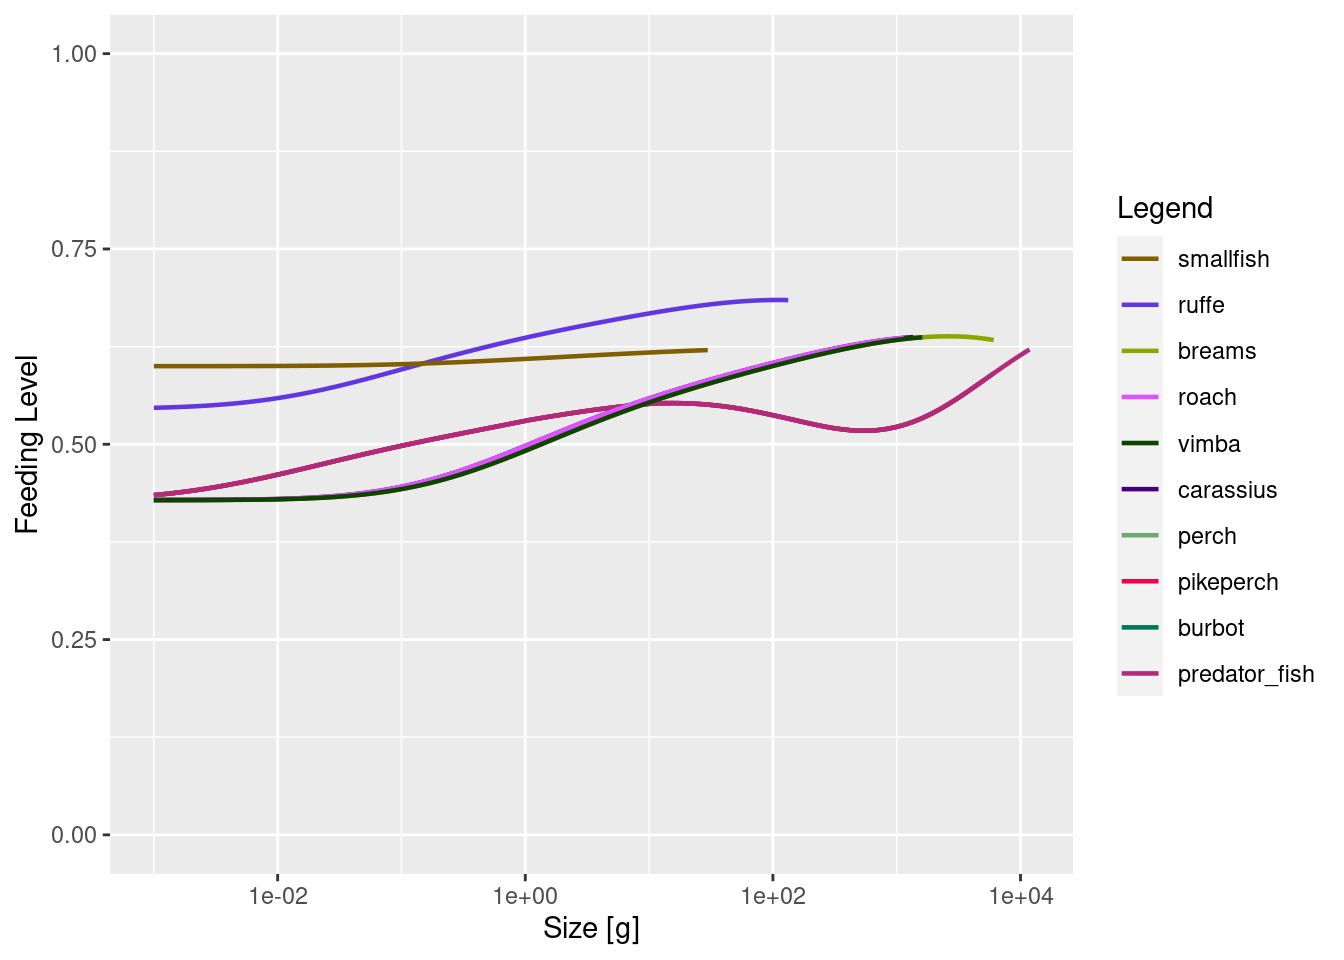 1.00
0.75
0.50
0.25
0.00
Feeding Level
1e-02 1e+00 1e+02 1e+04
Size [g]
Legend
smallfish
ruffe
breams
roach
vimba
carassius
perch
pikeperch
burbot
predator_fish